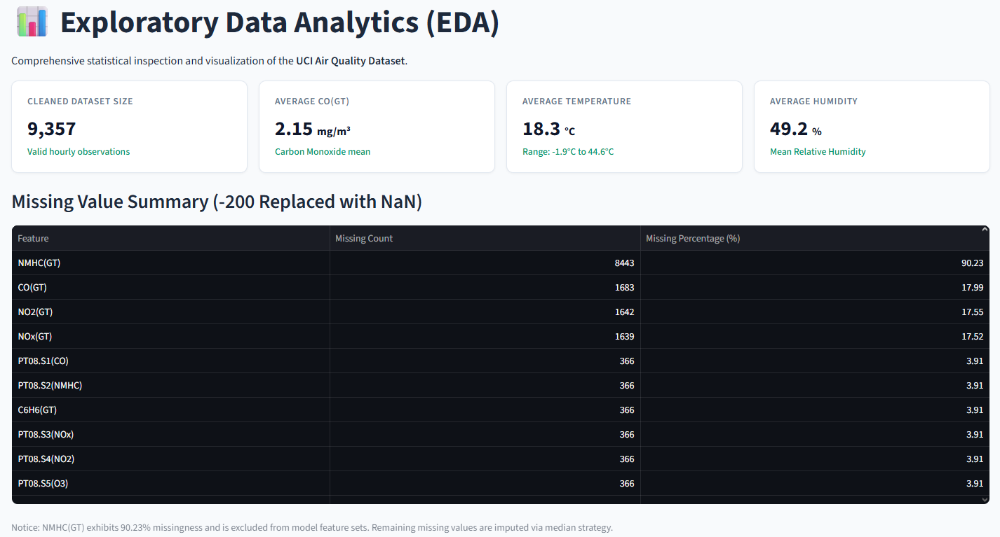 Exploratory Data Analytics (EDA)
Comprehensive statistical inspection and visualization of the UCI Air Quality Dataset.
CLEANED DATASET SIZE
9,357
Valid hourly observations
AVERAGE CO(GT)
2.15 mg/m³
Carbon Monoxide mean
AVERAGE TEMPERATURE
18.3 °C
Range: -1.9°C to 44.6°C
AVERAGE HUMIDITY
49.2 %
Mean Relative Humidity
Missing Value Summary (-200 Replaced with NaN)
Feature Missing Count Missing Percentage (%)
NMHC(GT) 8443 90.23
CO(GT) 1683 17.99
NO2(GT) 1642 17.55
NOx(GT) 1639 17.52
PT08.S1(CO) 366 3.91
PT08.S2(NMHC) 366 3.91
C6H6(GT) 366 3.91
PT08.S3(NOx) 366 3.91
PT08.S4(NO2) 366 3.91
PT08.S5(O3) 366 3.91
Notice: NMHC(GT) exhibits 90.23% missingness and is excluded from model feature sets. Remaining missing values are imputed via median strategy.